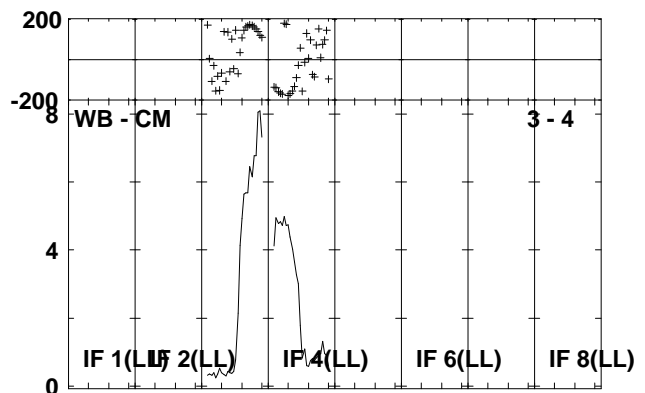 200
-200
8
WB - CM
3 - 4
4
IF 1(LL)
IF 2(LL)
IF 4(LL)
IF 6(LL)
IF 8(LL)
0